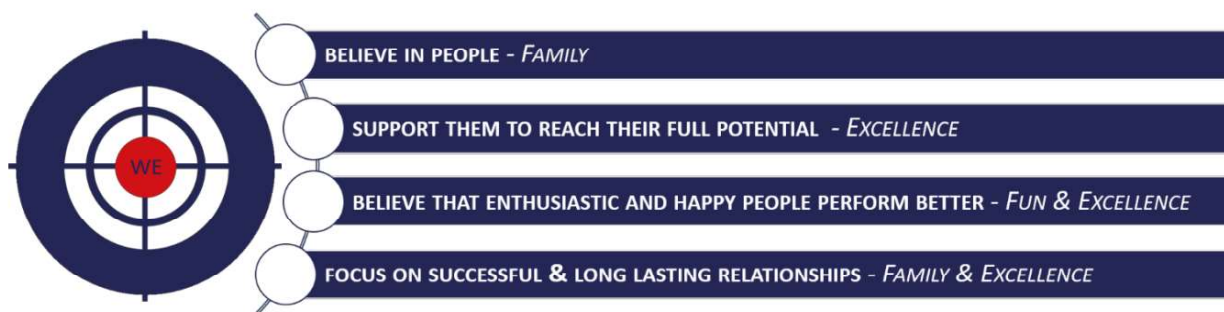 WE
BELIEVE IN PEOPLE - FAMILY
SUPPORT THEM TO REACH THEIR FULL POTENTIAL - EXCELLENCE
BELIEVE THAT ENTHUSIASTIC AND HAPPY PEOPLE PERFORM BETTER - FUN & EXCELLENCE
FOCUS ON SUCCESSFUL & LONG LASTING RELATIONSHIPS - FAMILY & EXCELLENCE